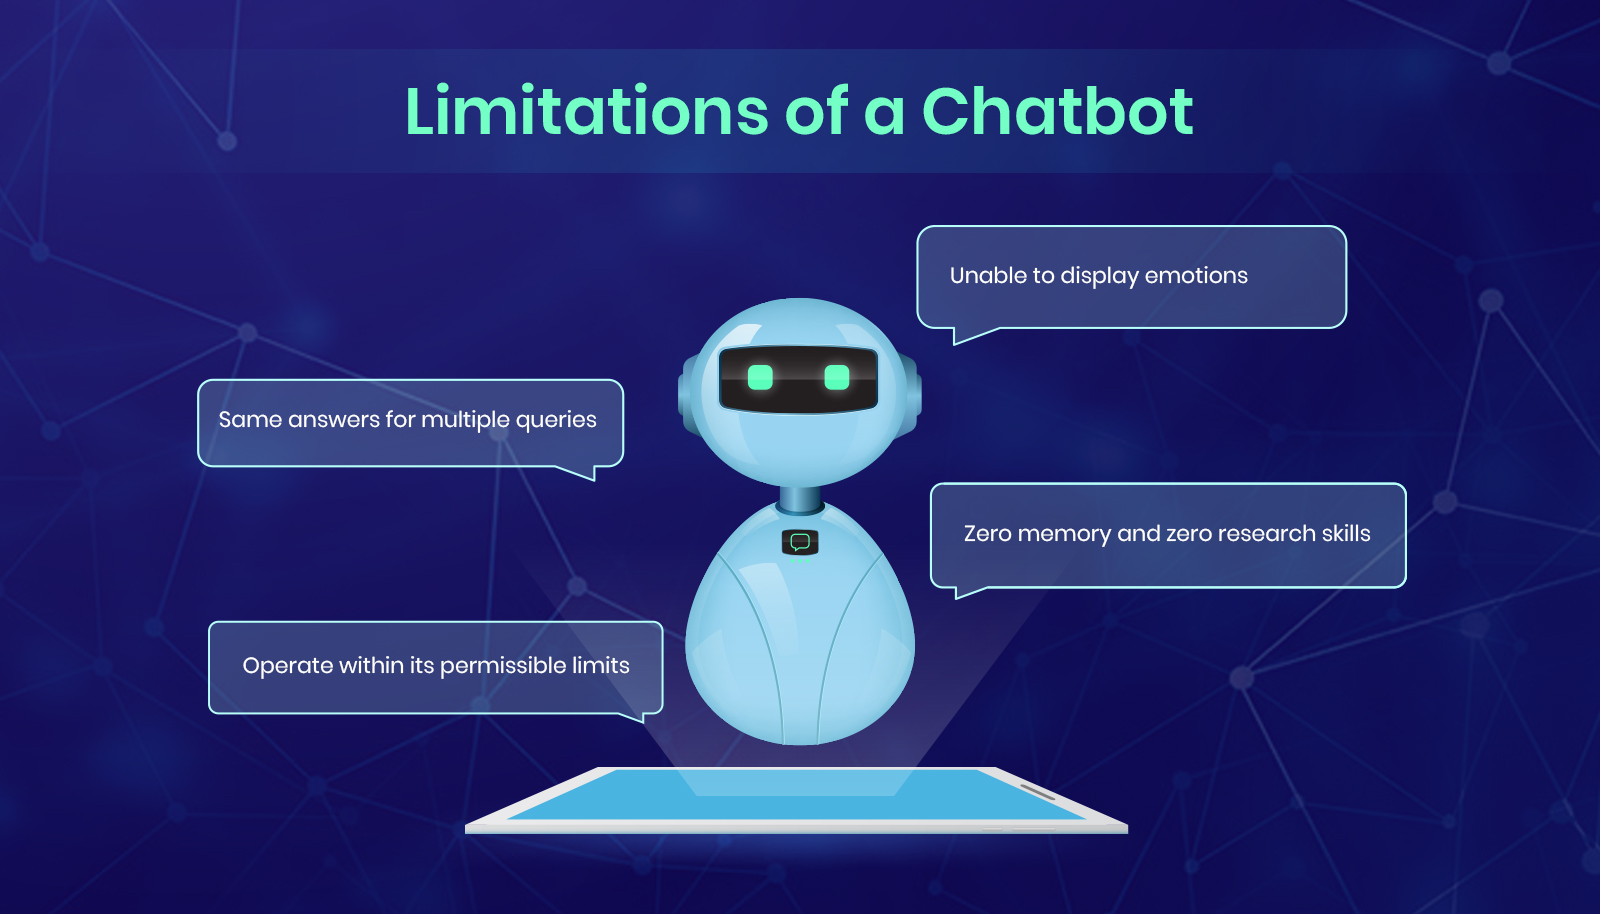 Limitations of a Chatbot
Unable to display emotions
Same answers for multiple queries
Zero memory and zero research skills
Operate within its permissible limits